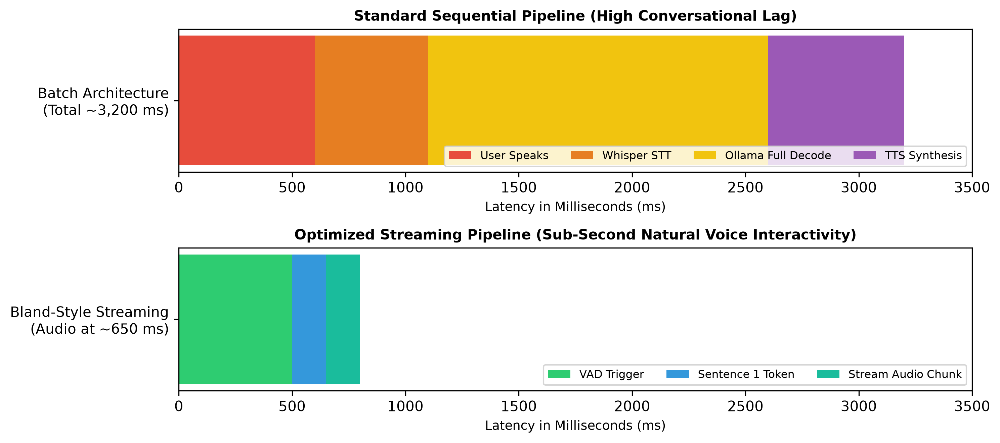 Standard Sequential Pipeline (High Conversational Lag)
Batch Architecture
(Total ~3,200 ms)
User Speaks
Whisper STT
Ollama Full Decode
TTS Synthesis
0 500 1000 1500 2000 2500 3000 3500
Latency in Milliseconds (ms)
Optimized Streaming Pipeline (Sub-Second Natural Voice Interactivity)
Bland-Style Streaming
(Audio at ~650 ms)
VAD Trigger
Sentence 1 Token
Stream Audio Chunk
0 500 1000 1500 2000 2500 3000 3500
Latency in Milliseconds (ms)